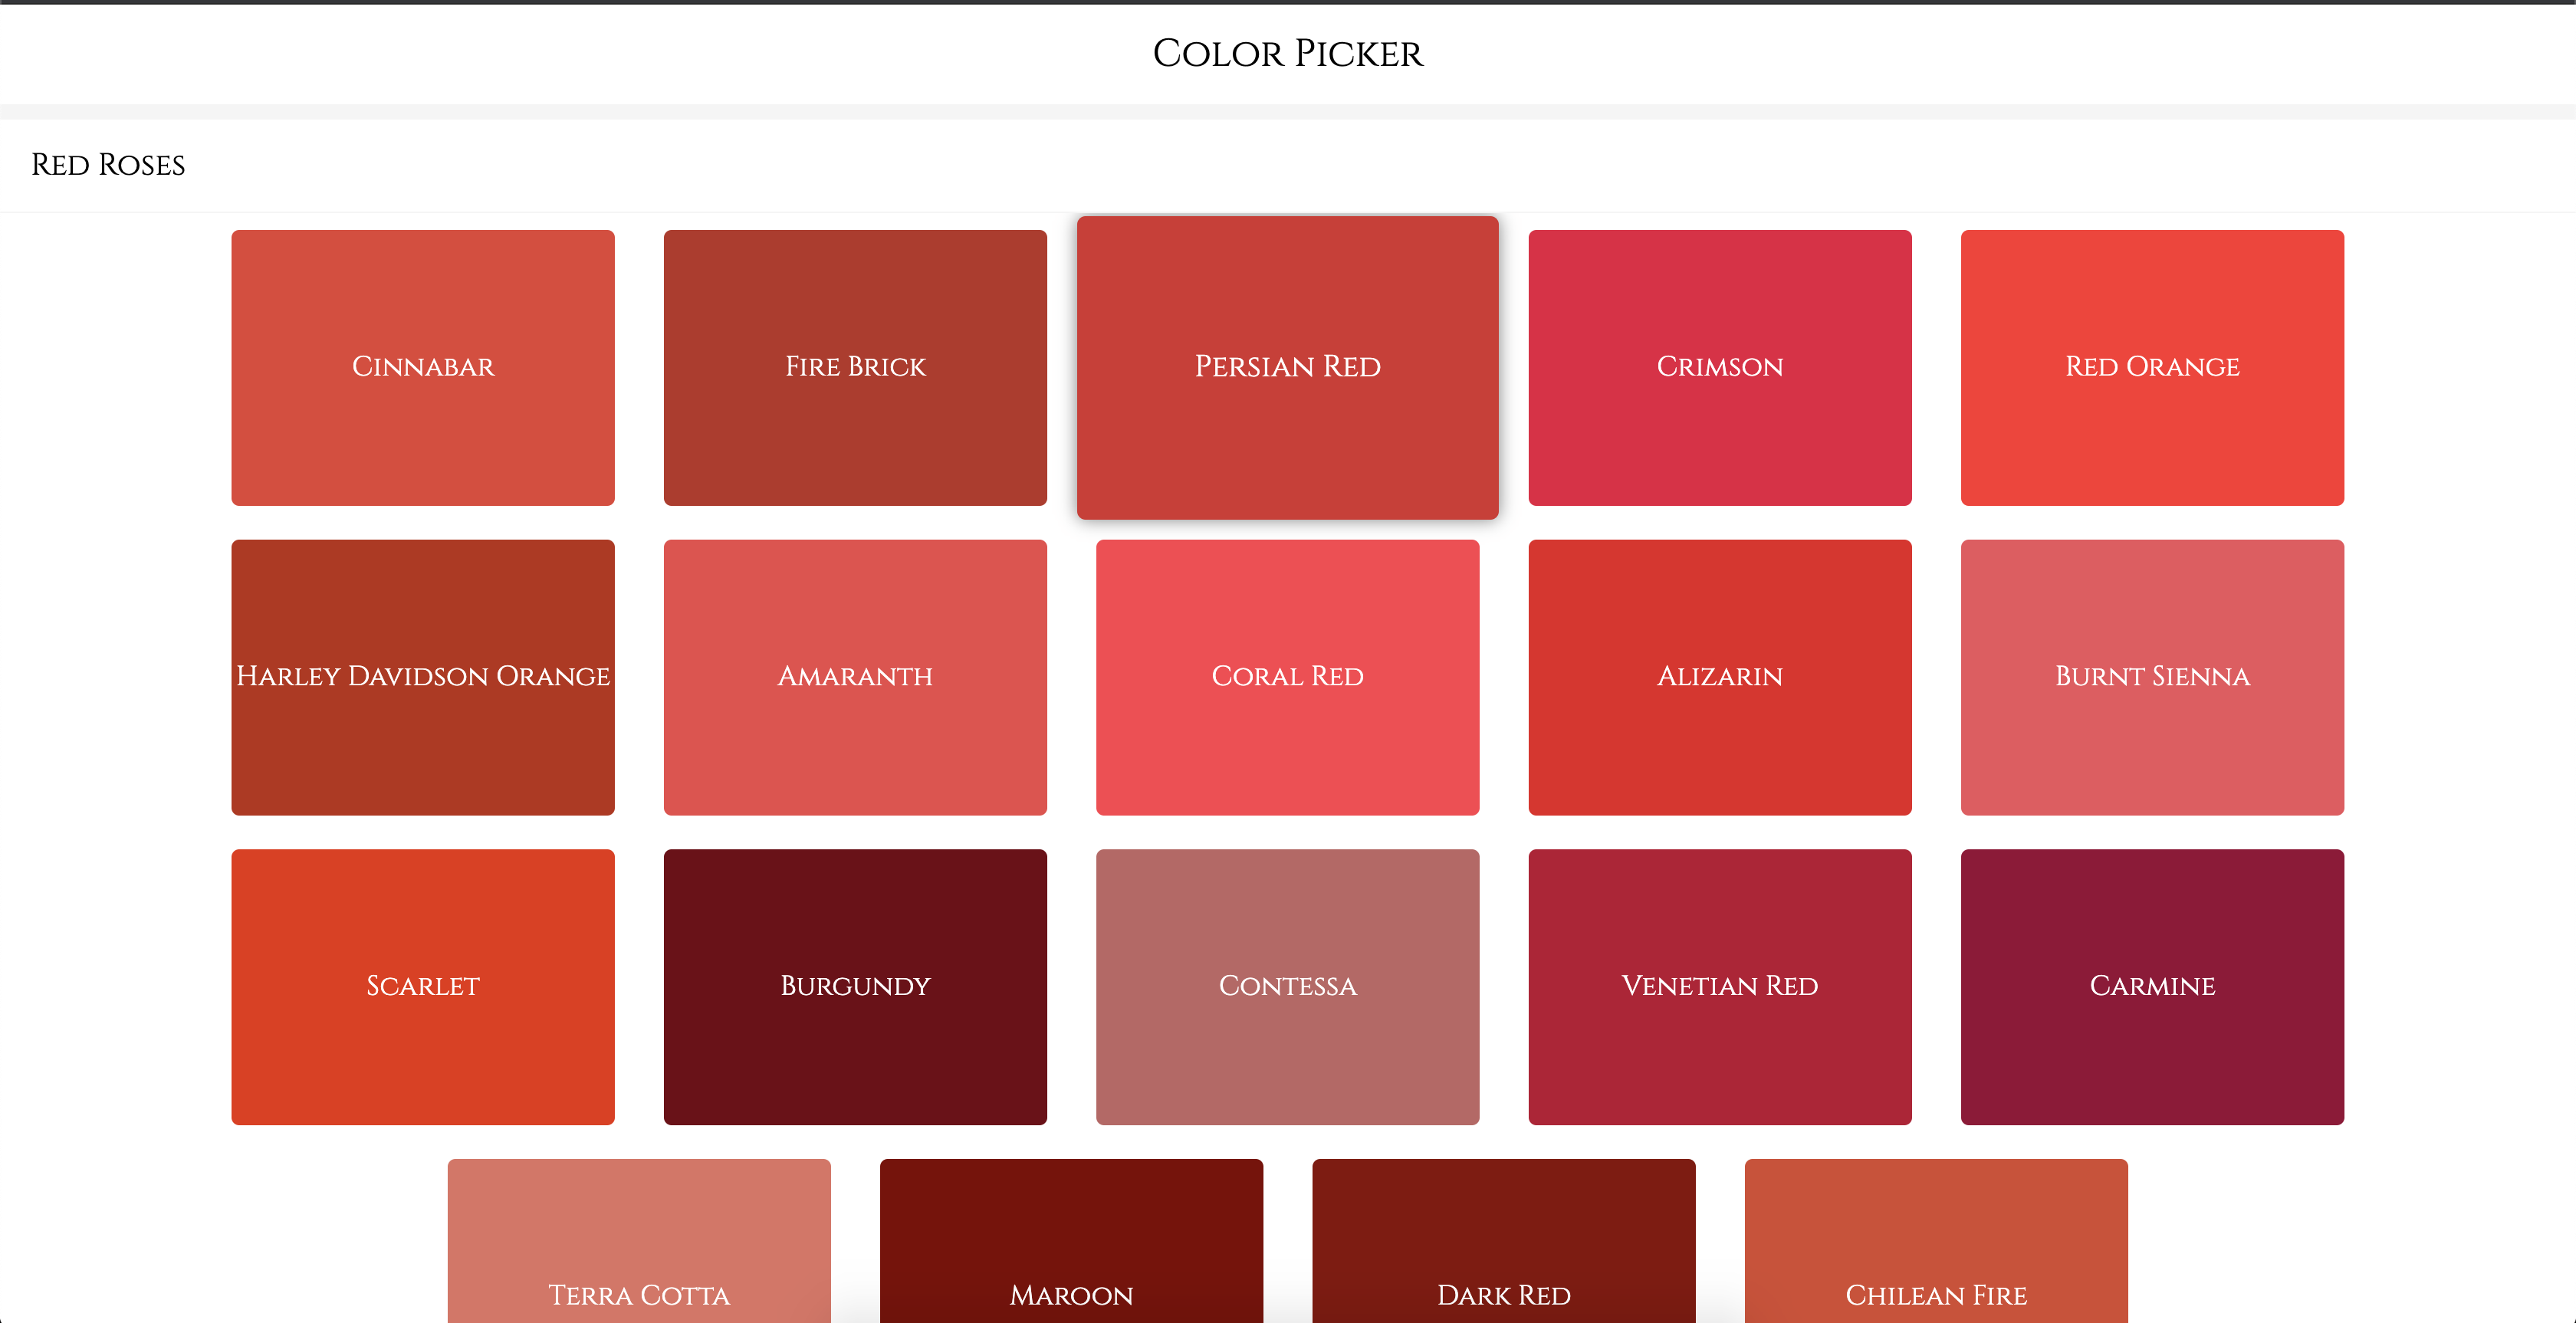 Color Picker
Red Roses
Cinnabar
Fire Brick
Persian Red
Crimson
Red Orange
Harley Davidson Orange
Amaranth
Coral Red
Alizarin
Burnt Sienna
Scarlet
Burgundy
Contessa
Venetian Red
Carmine
Terra Cotta
Maroon
Dark Red
Chilean Fire